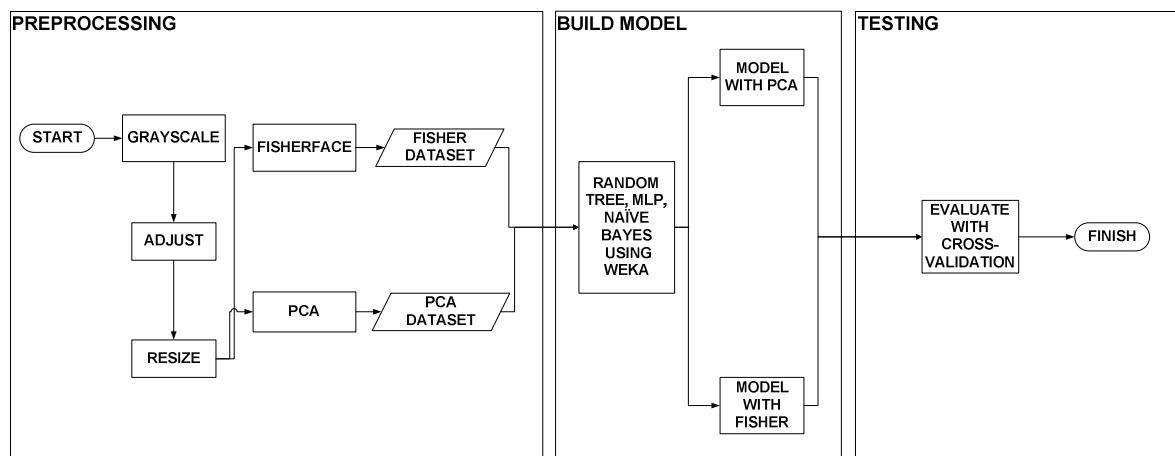 PREPROCESSING
START
GRAYSCALE
ADJUST
RESIZE
FISHERFACE
FISHER
DATASET
PCA
PCA
DATASET
BUILD MODEL
RANDOM
TREE, MLP,
NAÏVE
BAYES
USING
WEKA
MODEL
WITH PCA
MODEL
WITH
FISHER
TESTING
EVALUATE
WITH
CROSS-
VALIDATION
FINISH